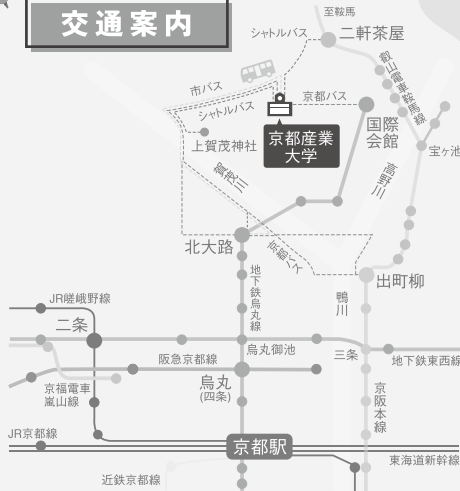 交通案内
至鞍馬
シャトルバス
二軒茶屋
叡山電車鞍馬線
市バス
シャトルバス
京都バス
上賀茂神社
京都産業
大学
国際
会館
宝ヶ池
賀茂川
高野川
北大路
京都バス
地下鉄烏丸線
出町柳
鴨川
JR嵯峨野線
二条
烏丸御池
三条
阪急京都線
地下鉄東西線
京福電車
嵐山線
烏丸
(四条)
京阪本線
JR京都線
京都駅
東海道新幹線
近鉄京都線